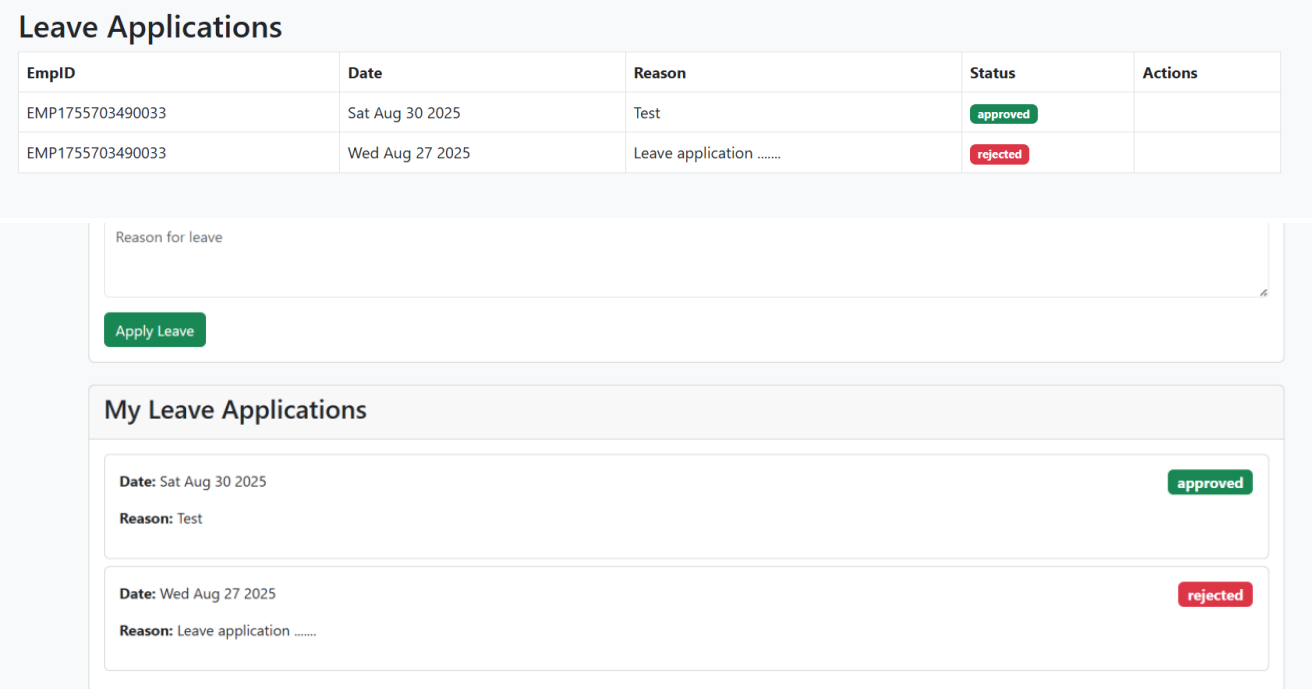 Leave Applications
EmpID Date Reason Status Actions
EMP1755703490033 Sat Aug 30 2025 Test approved
EMP1755703490033 Wed Aug 27 2025 Leave application ....... rejected
Reason for leave
Apply Leave
My Leave Applications
Date: Sat Aug 30 2025 approved
Reason: Test
Date: Wed Aug 27 2025 rejected
Reason: Leave application .......